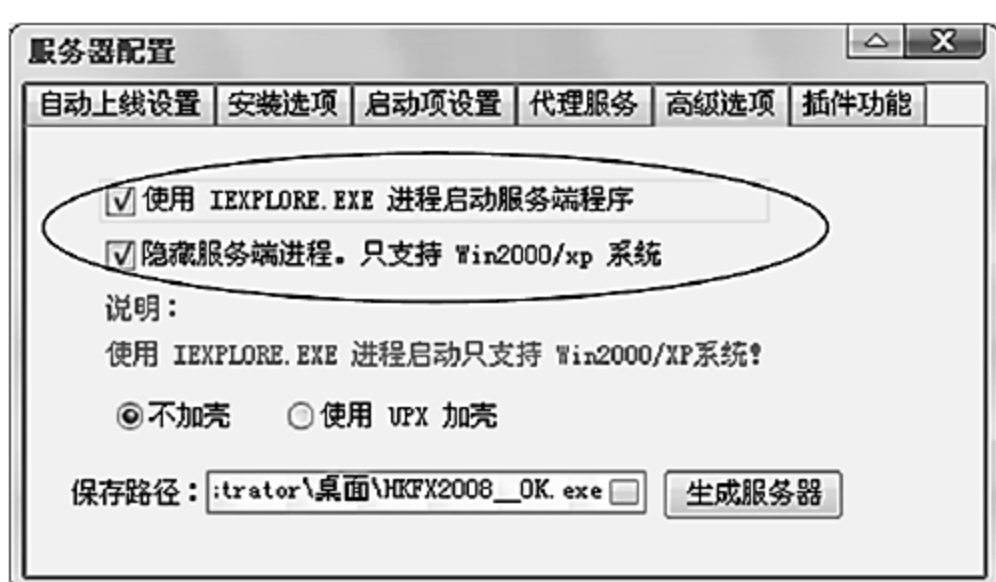 服务器配置
自动上线设置 安装选项 启动项设置 代理服务 高级选项 插件功能
使用 IEXPLORE.EXE 进程启动服务端程序
隐藏服务端进程。只支持 Win2000/xp 系统
说明：
使用 IEXPLORE.EXE 进程启动只支持 Win2000/XP系统!
不加壳 使用 UPX 加壳
保存路径： :trator\桌面\HKFX2008__OK.exe 生成服务器